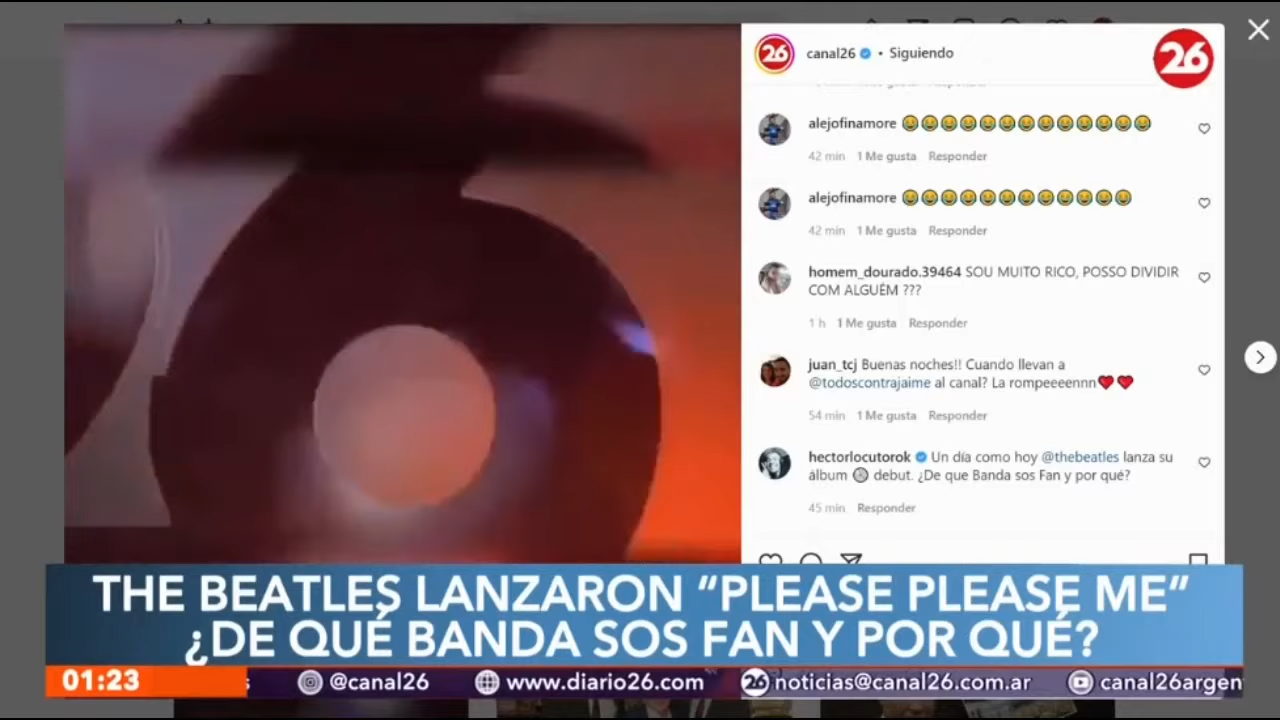 26
canal26 • Siguiendo
26
alejofinamore 😂😂😂😂😂😂😂😂😂😂😂😂😂
42 min 1 Me gusta Responder
alejofinamore 😂😂😂😂😂😂😂😂😂😂😂😂
42 min 1 Me gusta Responder
homem_dourado.39464 SOU MUITO RICO, POSSO DIVIDIR
COM ALGUÉM ???
1 h 1 Me gusta Responder
juan_tcj Buenas noches!! Cuando llevan a
@todoscontrajaime al canal? La rompeeeennn❤️❤️
54 min 1 Me gusta Responder
hectorlocutorok Un día como hoy @thebeatles lanza su
álbum 💿 debut. ¿De que Banda sos Fan y por qué?
45 min Responder
THE BEATLES LANZARON “PLEASE PLEASE ME”
¿DE QUÉ BANDA SOS FAN Y POR QUÉ?
01:23 @canal26 www.diario26.com 26 noticias@canal26.com.ar canal26argen